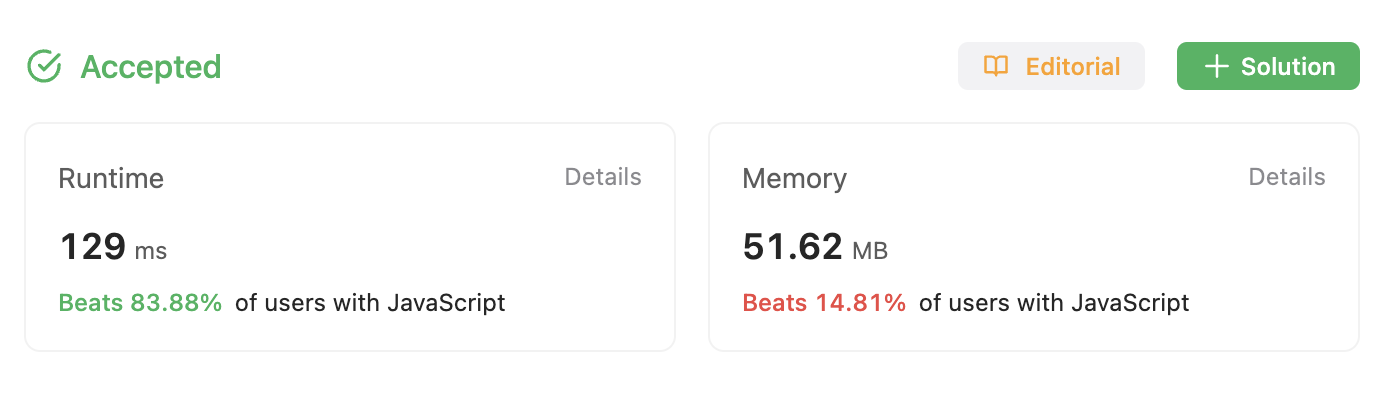 Accepted
Editorial
Solution
Runtime
Details
129 ms
Beats 83.88% of users with JavaScript
Memory
Details
51.62 MB
Beats 14.81% of users with JavaScript